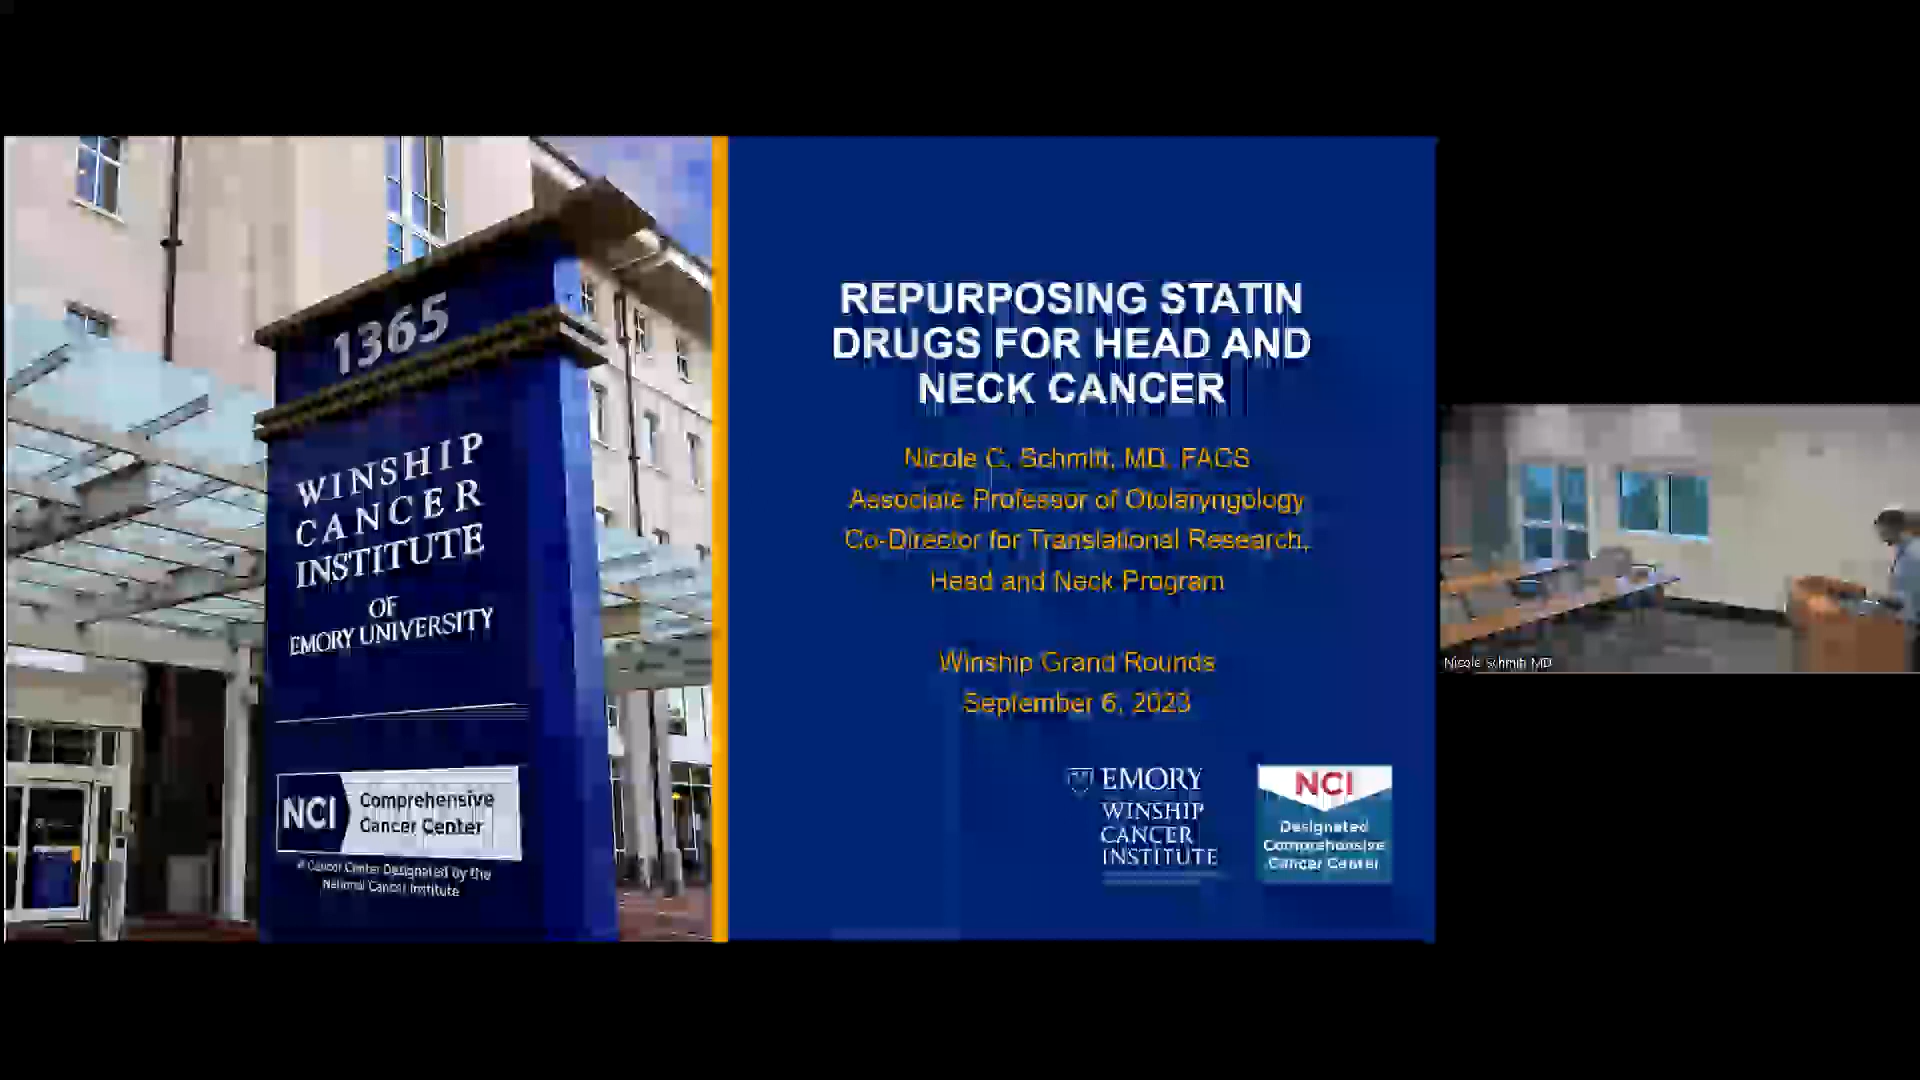 1365
WINSHIP
CANCER
INSTITUTE
OF
EMORY UNIVERSITY
NCI
Comprehensive
Cancer Center
A Cancer Center Designated by the
National Cancer Institute
REPURPOSING STATIN
DRUGS FOR HEAD AND
NECK CANCER
Nicole C. Schmitt, MD, FACS
Associate Professor of Otolaryngology
Co-Director for Translational Research,
Head and Neck Program
Winship Grand Rounds
September 6, 2023
EMORY
WINSHIP
CANCER
INSTITUTE
NCI
Designated
Comprehensive
Cancer Center
Nicole Schmitt MD